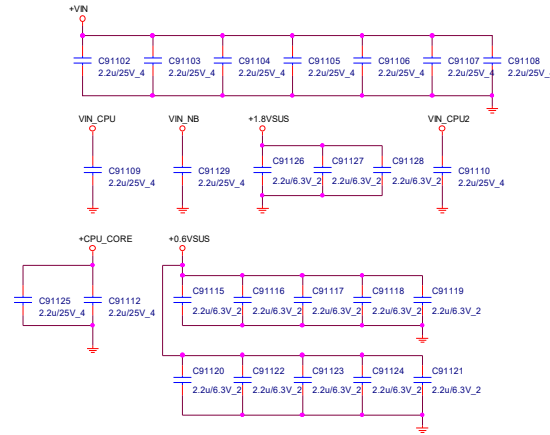 +VIN
C91102 C91103 C91104 C91105 C91106 C91107 C91108
2.2u/25V_4 2.2u/25V_4 2.2u/25V_4 2.2u/25V_4 2.2u/25V_4 2.2u/25V_4 2.2u/25V_
VIN_CPU VIN_NB +1.8VSUS VIN_CPU2
C91126 C91127 C91128
C91109 C91129 C91110
2.2u/25V_4 2.2u/25V_4 2.2u/6.3V_2 2.2u/6.3V_2 2.2u/6.3V_2 2.2u/25V_4
+CPU_CORE +0.6VSUS
C91115 C91116 C91117 C91118 C91119
C91125 C91112
2.2u/25V_4 2.2u/25V_4 2.2u/6.3V_2 2.2u/6.3V_2 2.2u/6.3V_2 2.2u/6.3V_2 2.2u/6.3V_2
C91120 C91122 C91123 C91124 C91121
2.2u/6.3V_2 2.2u/6.3V_2 2.2u/6.3V_2 2.2u/6.3V_2 2.2u/6.3V_2